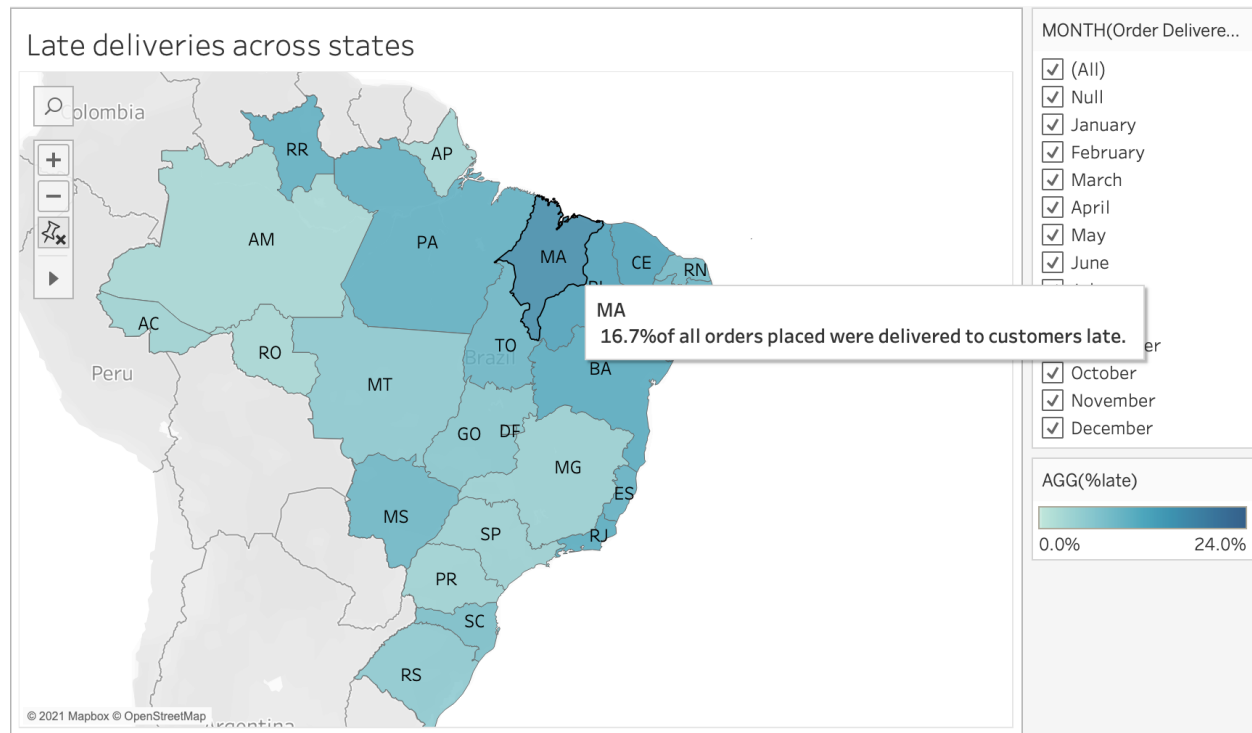 Late deliveries across states
Colombia
RR
AP
AM
PA
MA
CE
RN
MA
16.7%of all orders placed were delivered to customers late.
AC
RO
TO
Brazil
BA
Peru
MT
GO
DF
MG
MS
ES
SP
RJ
PR
SC
RS
© 2021 Mapbox © OpenStreetMap
Argentina
MONTH(Order Delivere...
(All)
Null
January
February
March
April
May
June
October
November
December
AGG(%late)
0.0%
24.0%